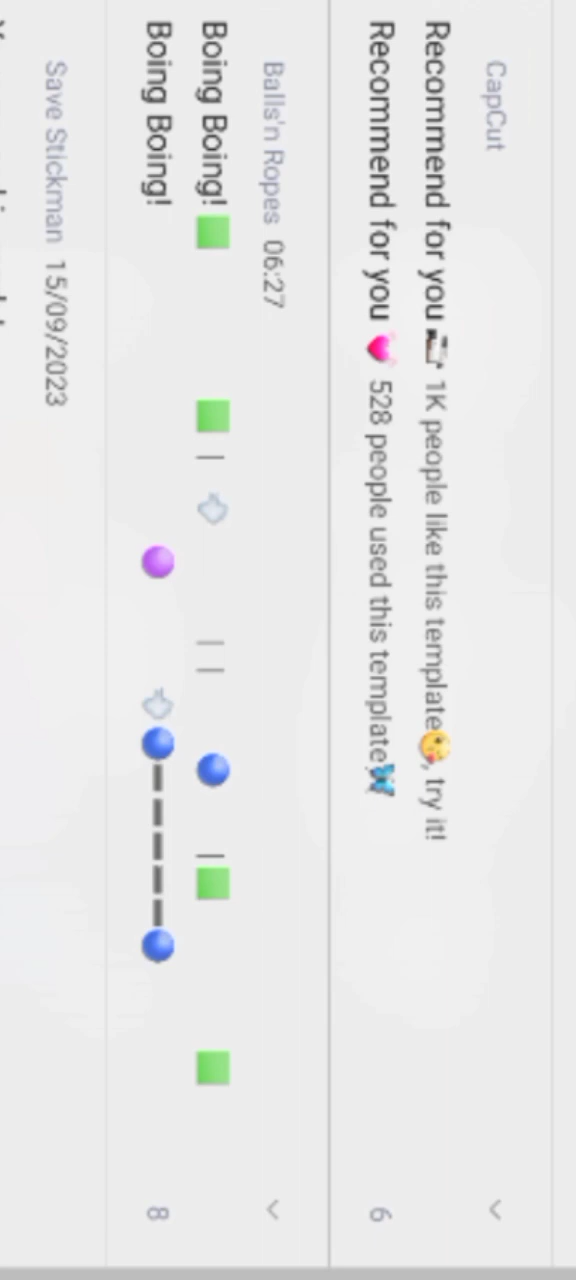 CapCut
Recommend for you 1K people like this template😘, try it!
Recommend for you 💓 528 people used this template🦋
6
Balls'n Ropes 06:27
Boing Boing! 🟩 🟩 | 💨 | | 🔵 | 🟩 🟩
Boing Boing! 🟣 💨 🔵➖➖➖➖➖🔵
8
Save Stickman 15/09/2023